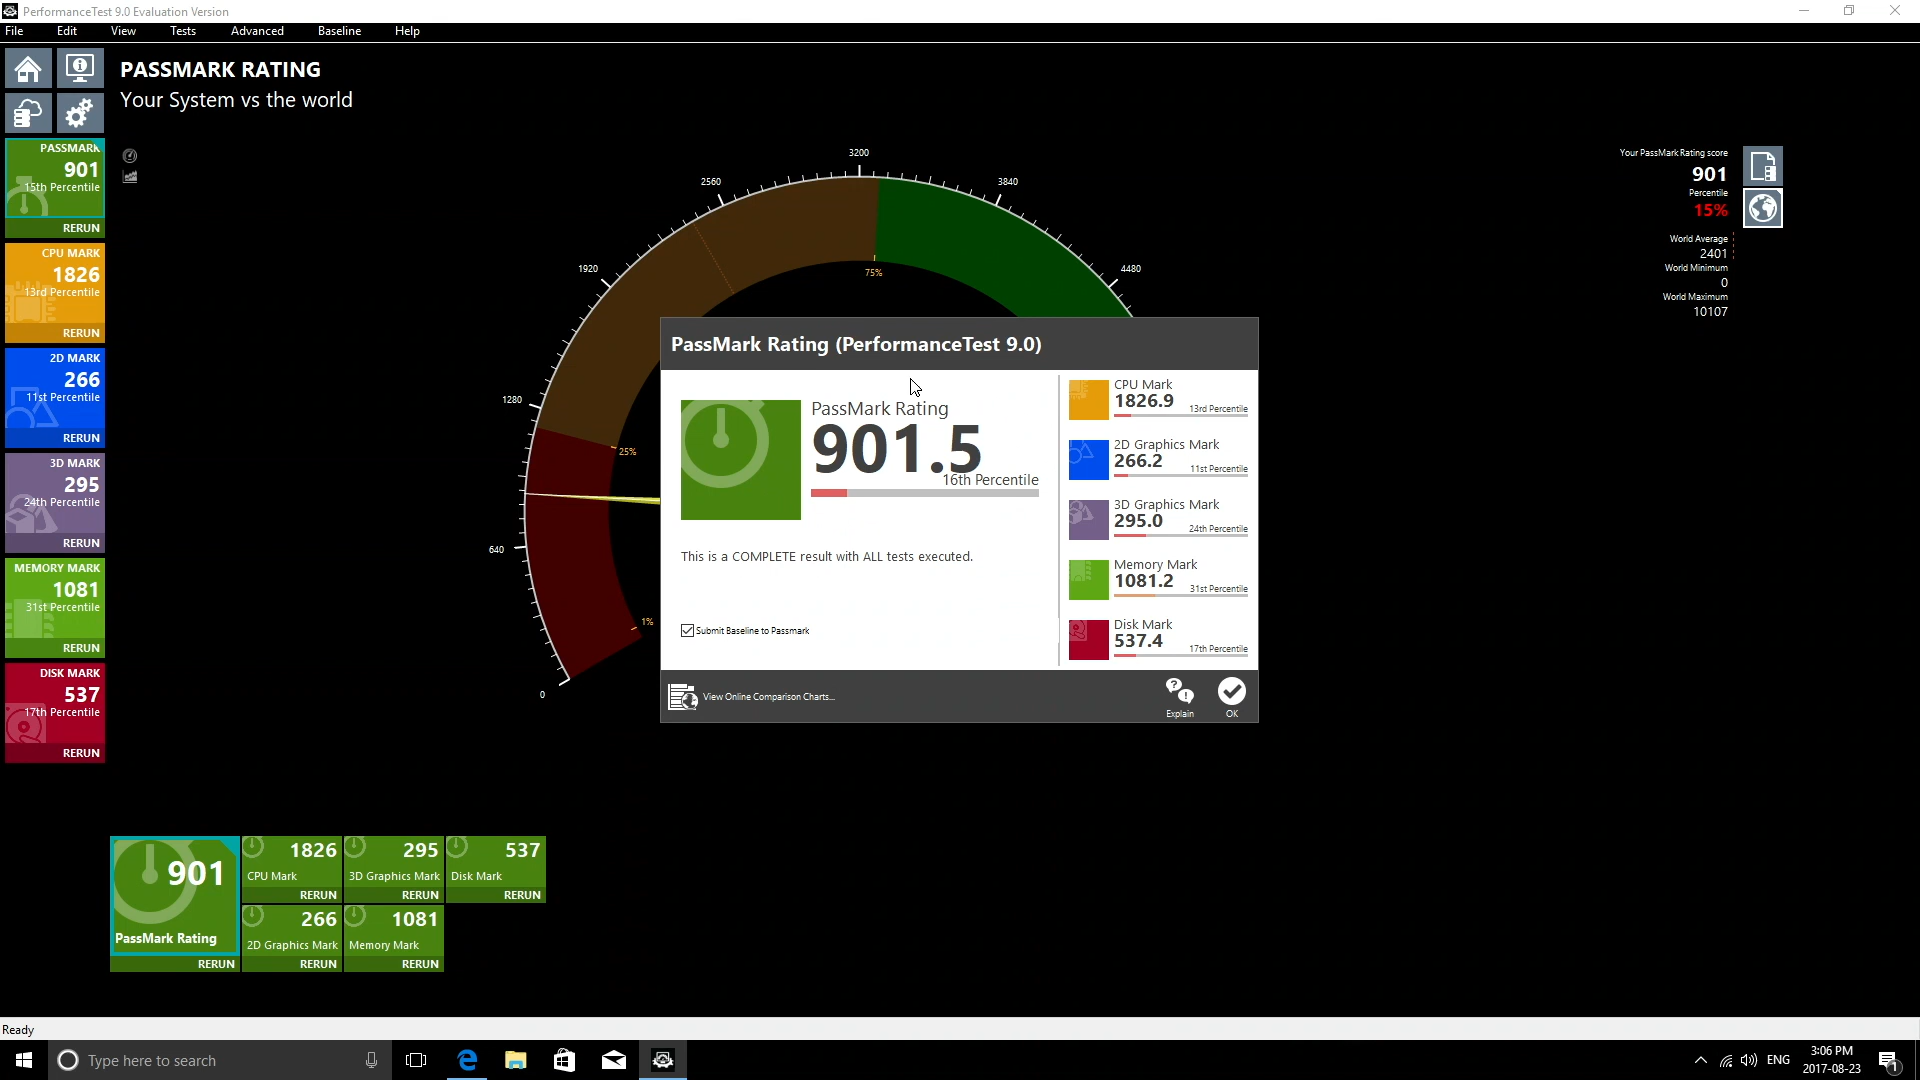 PerformanceTest 9.0 Evaluation Version
File Edit View Tests Advanced Baseline Help
PASSMARK RATING
Your System vs the world
PASSMARK
901
15th Percentile
RERUN
CPU MARK
1826
13rd Percentile
RERUN
2D MARK
266
11st Percentile
RERUN
3D MARK
295
24th Percentile
RERUN
MEMORY MARK
1081
31st Percentile
RERUN
DISK MARK
537
17th Percentile
RERUN
0
640
1280
1920
2560
3200
3840
4480
1%
25%
75%
Your PassMark Rating score
901
Percentile
15%
World Average
2401
World Minimum
0
World Maximum
10107
PassMark Rating (PerformanceTest 9.0)
PassMark Rating
901.5
16th Percentile
This is a COMPLETE result with ALL tests executed.
Submit Baseline to Passmark
CPU Mark
1826.9
13rd Percentile
2D Graphics Mark
266.2
11st Percentile
3D Graphics Mark
295.0
24th Percentile
Memory Mark
1081.2
31st Percentile
Disk Mark
537.4
17th Percentile
View Online Comparison Charts...
Explain
OK
901
PassMark Rating
RERUN
1826
CPU Mark
RERUN
295
3D Graphics Mark
RERUN
537
Disk Mark
RERUN
266
2D Graphics Mark
RERUN
1081
Memory Mark
RERUN
Ready
Type here to search
ENG
3:06 PM
2017-08-23
1